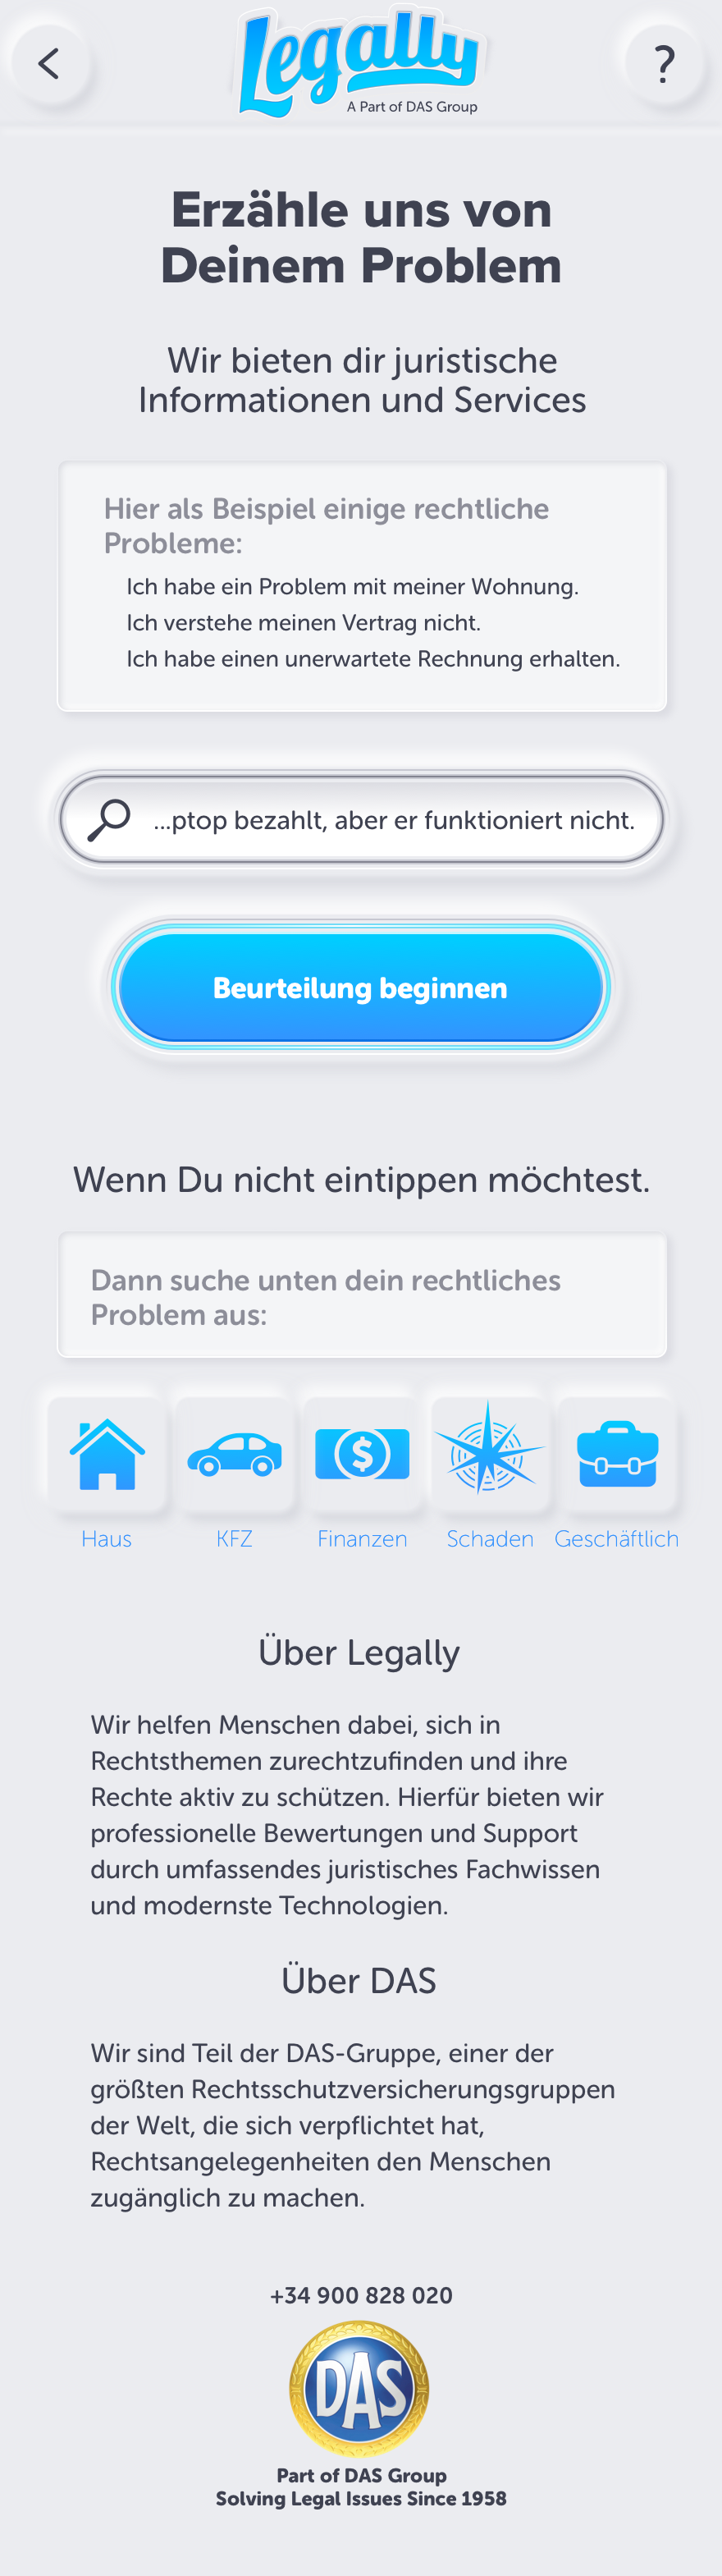 Legally
A Part of DAS Group
?
Erzähle uns von
Deinem Problem
Wir bieten dir juristische
Informationen und Services
Hier als Beispiel einige rechtliche
Probleme:
Ich habe ein Problem mit meiner Wohnung.
Ich verstehe meinen Vertrag nicht.
Ich habe einen unerwartete Rechnung erhalten.
...ptop bezahlt, aber er funktioniert nicht.
Beurteilung beginnen
Wenn Du nicht eintippen möchtest.
Dann suche unten dein rechtliches
Problem aus:
$
Haus KFZ Finanzen Schaden Geschäftlich
Über Legally
Wir helfen Menschen dabei, sich in
Rechtsthemen zurechtzufinden und ihre
Rechte aktiv zu schützen. Hierfür bieten wir
professionelle Bewertungen und Support
durch umfassendes juristisches Fachwissen
und modernste Technologien.
Über DAS
Wir sind Teil der DAS-Gruppe, einer der
größten Rechtsschutzversicherungsgruppen
der Welt, die sich verpflichtet hat,
Rechtsangelegenheiten den Menschen
zugänglich zu machen.
+34 900 828 020
DAS
Part of DAS Group
Solving Legal Issues Since 1958